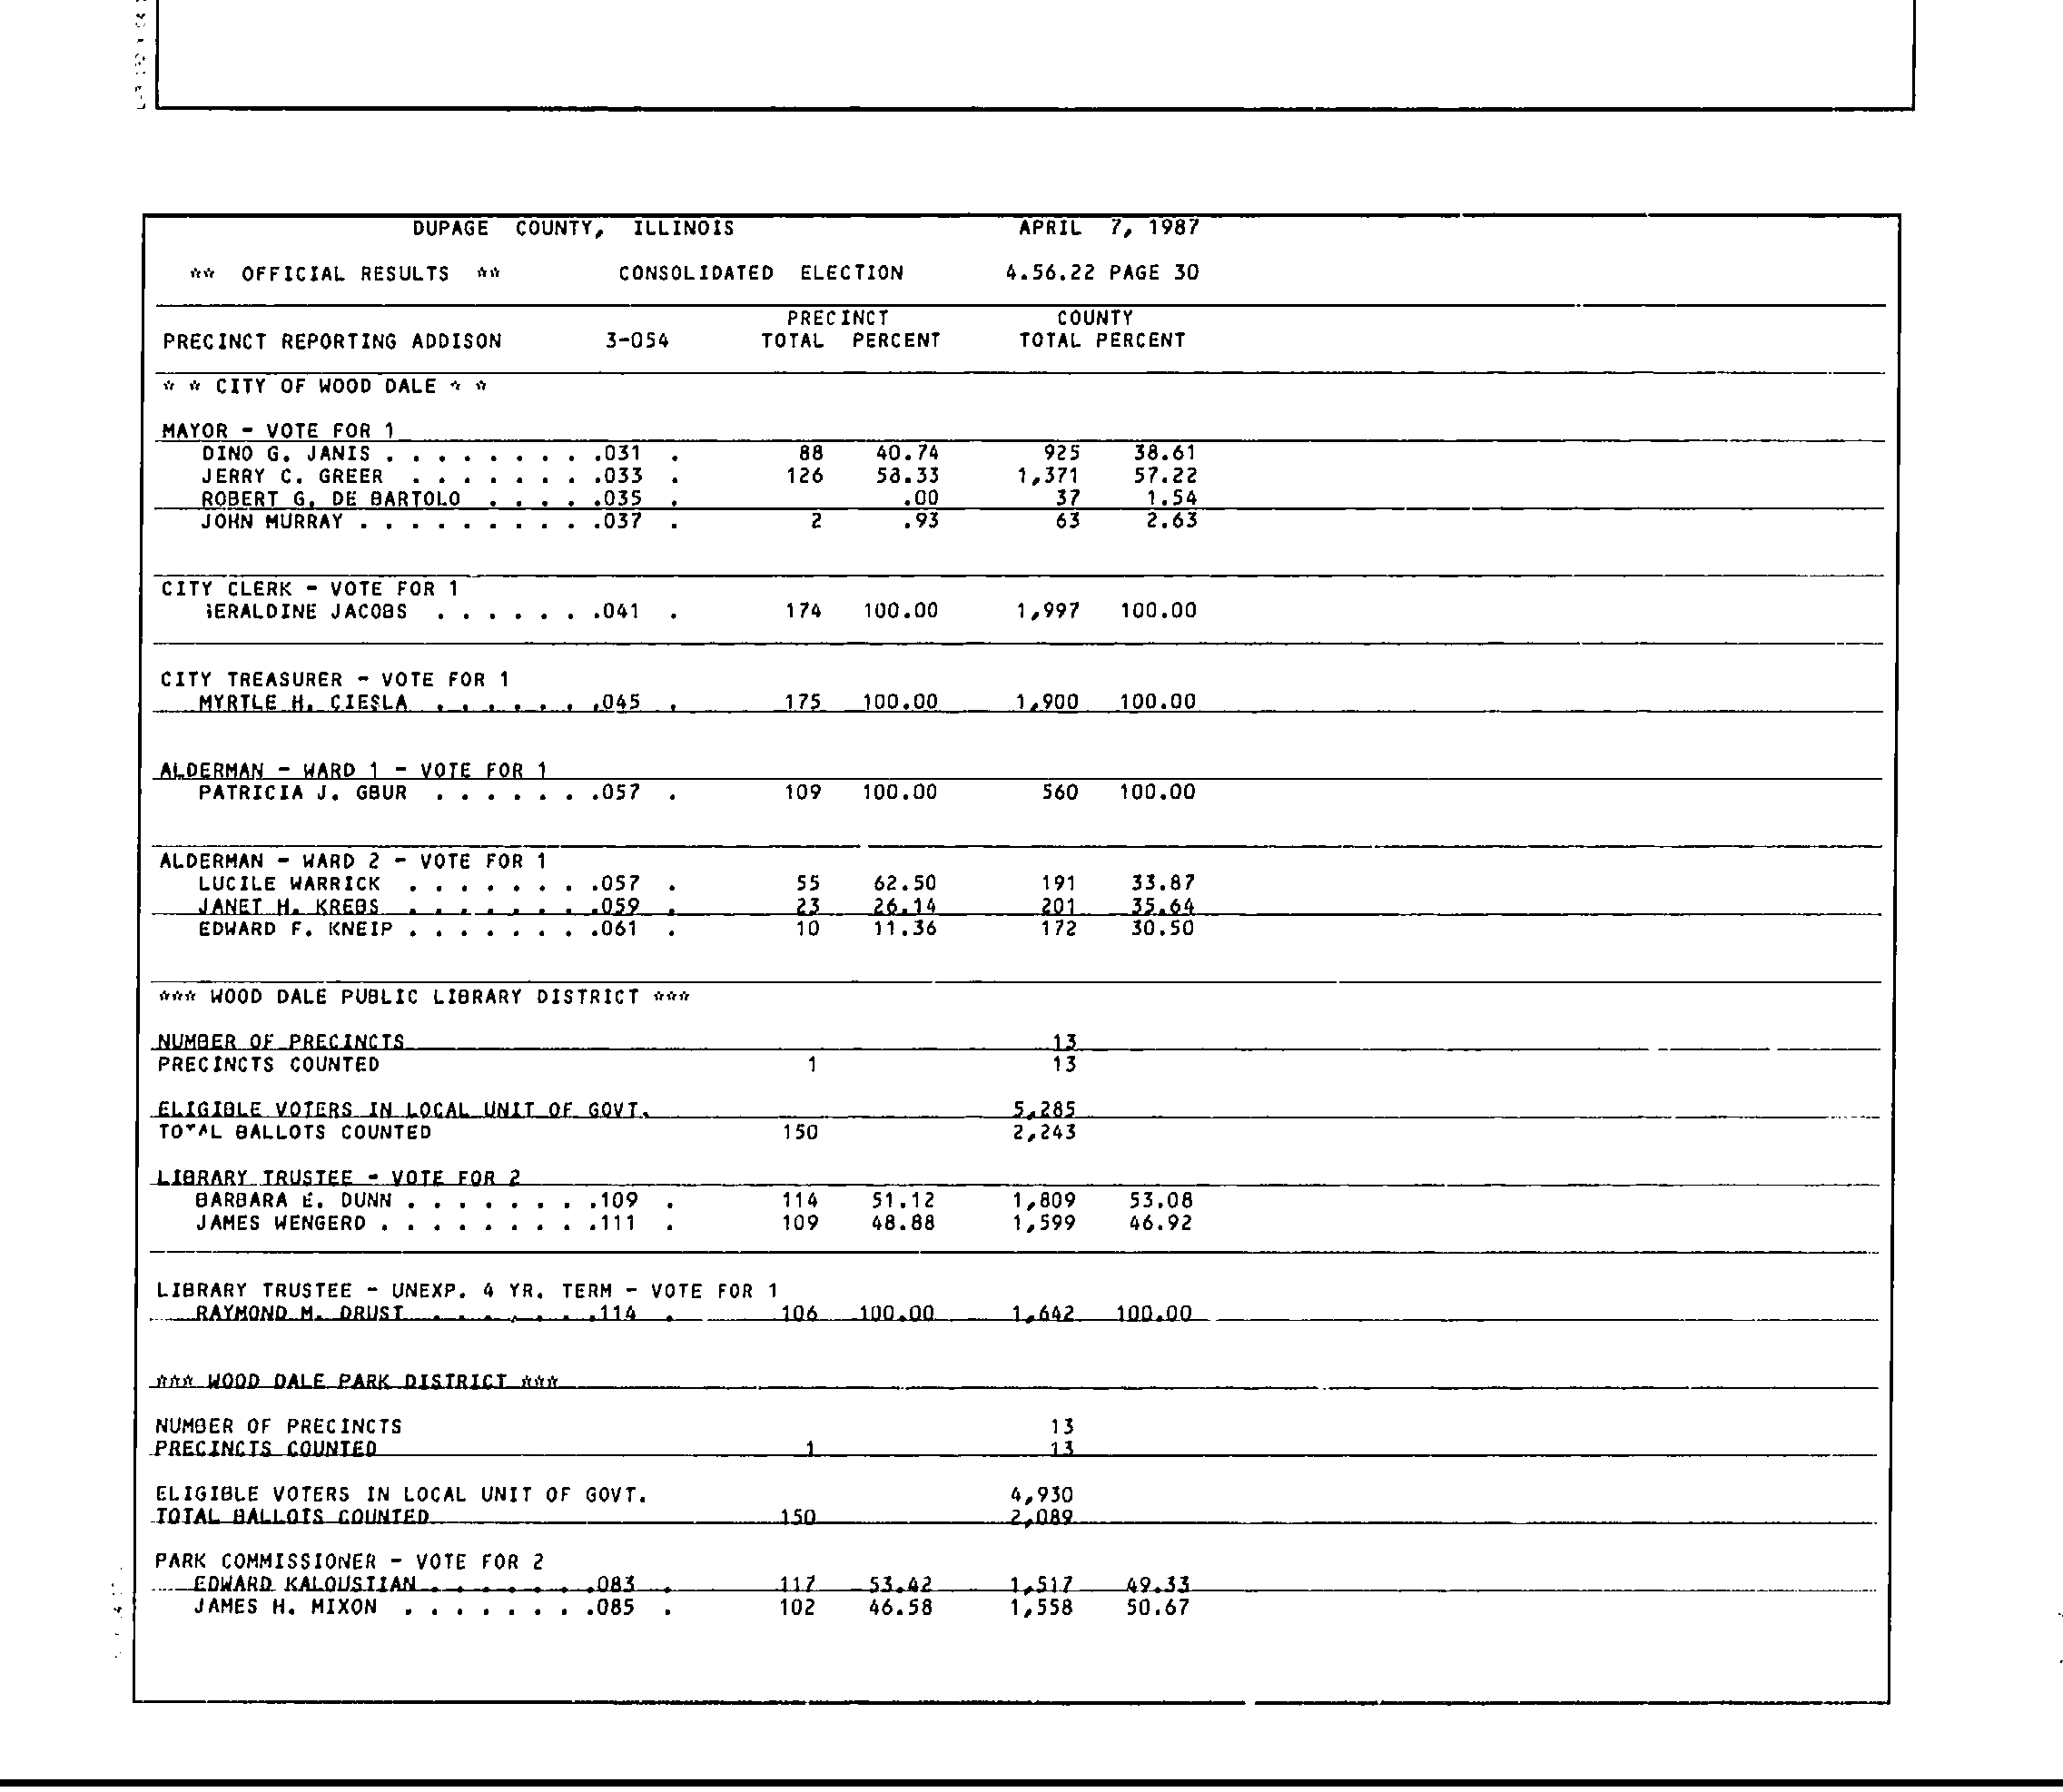 DUPAGE COUNTY, ILLINOIS APRIL 7, 1987
** OFFICIAL RESULTS ** CONSOLIDATED ELECTION 4.56.22 PAGE 30
PRECINCT COUNTY
PRECINCT REPORTING ADDISON 3-054 TOTAL PERCENT TOTAL PERCENT
* * CITY OF WOOD DALE * *
MAYOR - VOTE FOR 1
DINO G. JANIS . . . . . . . . .031 . 88 40.74 925 38.61
JERRY C. GREER . . . . . . . .033 . 126 58.33 1,371 57.22
ROBERT G. DE BARTOLO . . . . .035 . .00 37 1.54
JOHN MURRAY . . . . . . . . . .037 . 2 .93 63 2.63
CITY CLERK - VOTE FOR 1
GERALDINE JACOBS . . . . . . .041 . 174 100.00 1,997 100.00
CITY TREASURER - VOTE FOR 1
MYRTLE H. CIESLA . . . . . . .045 . 175 100.00 1,900 100.00
ALDERMAN - WARD 1 - VOTE FOR 1
PATRICIA J. GBUR . . . . . . .057 . 109 100.00 560 100.00
ALDERMAN - WARD 2 - VOTE FOR 1
LUCILE WARRICK . . . . . . . .057 . 55 62.50 191 33.87
JANET H. KREBS . . . . . . . .059 . 23 26.14 201 35.64
EDWARD F. KNEIP . . . . . . . .061 . 10 11.36 172 30.50
*** WOOD DALE PUBLIC LIBRARY DISTRICT ***
NUMBER OF PRECINCTS 13
PRECINCTS COUNTED 1 13
ELIGIBLE VOTERS IN LOCAL UNIT OF GOVT. 5,285
TOTAL BALLOTS COUNTED 150 2,243
LIBRARY TRUSTEE - VOTE FOR 2
BARBARA E. DUNN . . . . . . . .109 . 114 51.12 1,809 53.08
JAMES WENGERD . . . . . . . . .111 . 109 48.88 1,599 46.92
LIBRARY TRUSTEE - UNEXP. 4 YR. TERM - VOTE FOR 1
RAYMOND M. DRUST . . . . . . .114 . 106 100.00 1,642 100.00
*** WOOD DALE PARK DISTRICT ***
NUMBER OF PRECINCTS 13
PRECINCTS COUNTED 1 13
ELIGIBLE VOTERS IN LOCAL UNIT OF GOVT. 4,930
TOTAL BALLOTS COUNTED 150 2,089
PARK COMMISSIONER - VOTE FOR 2
EDWARD KALOUSTIAN . . . . . . .083 . 117 53.42 1,517 49.33
JAMES H. MIXON . . . . . . . .085 . 102 46.58 1,558 50.67